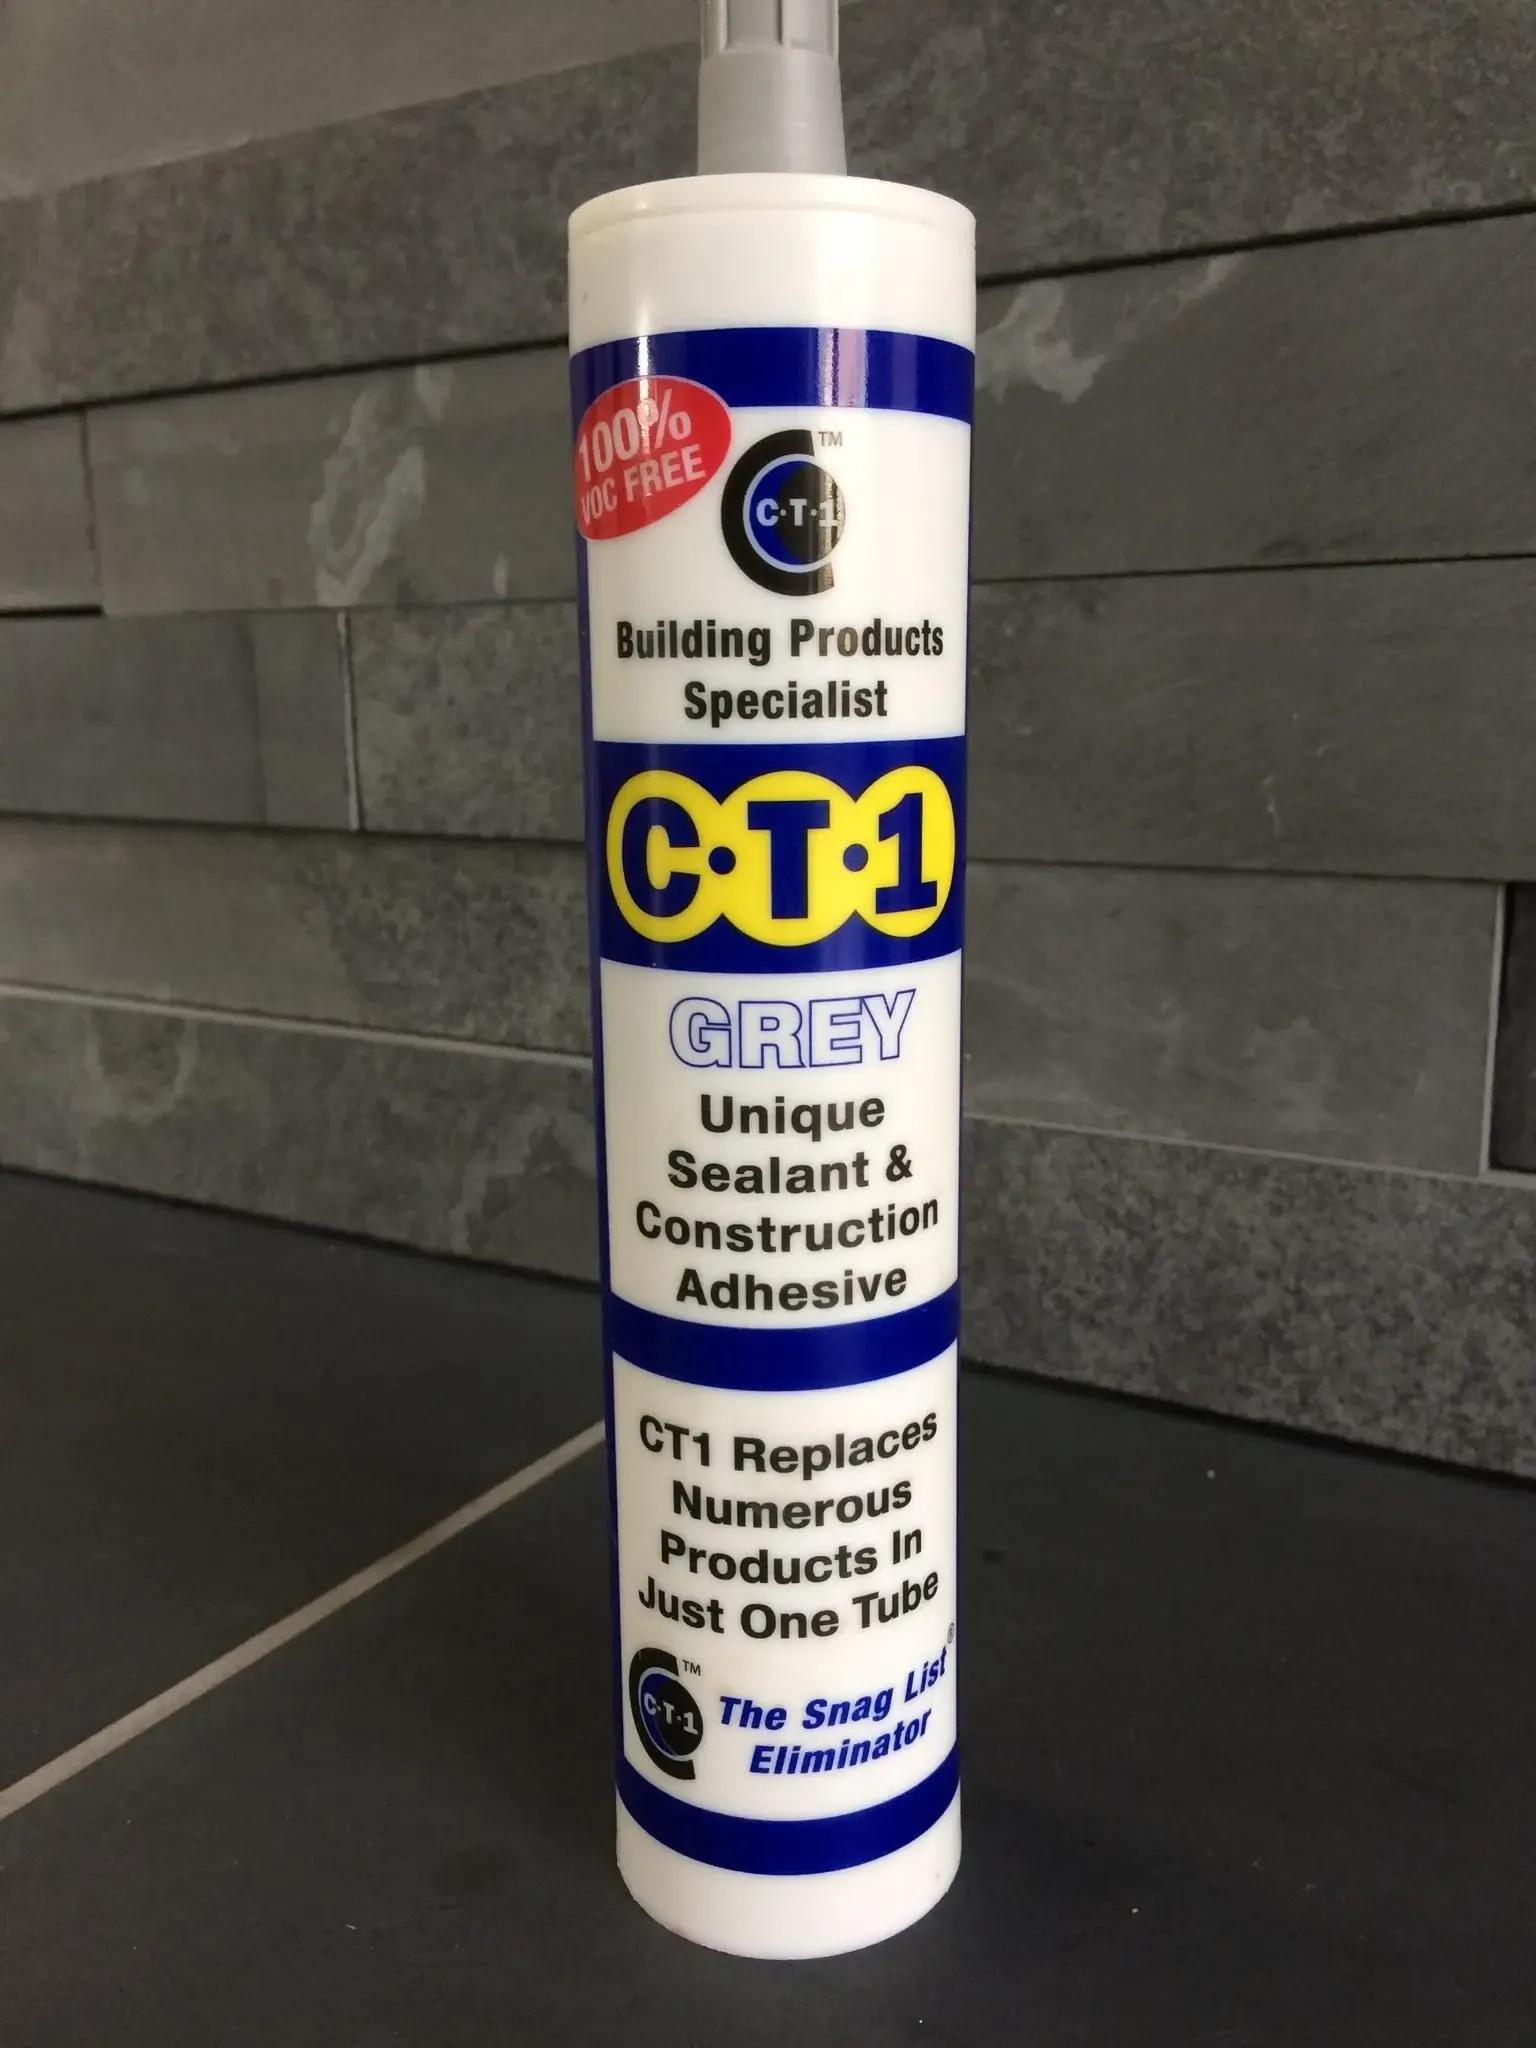 100%
VOC FREE
TM
C·T·1
Building Products
Specialist
C·T·1
GREY
Unique
Sealant &
Construction
Adhesive
CT1 Replaces
Numerous
Products In
Just One Tube
TM
C·T·1
The Snag List®
Eliminator